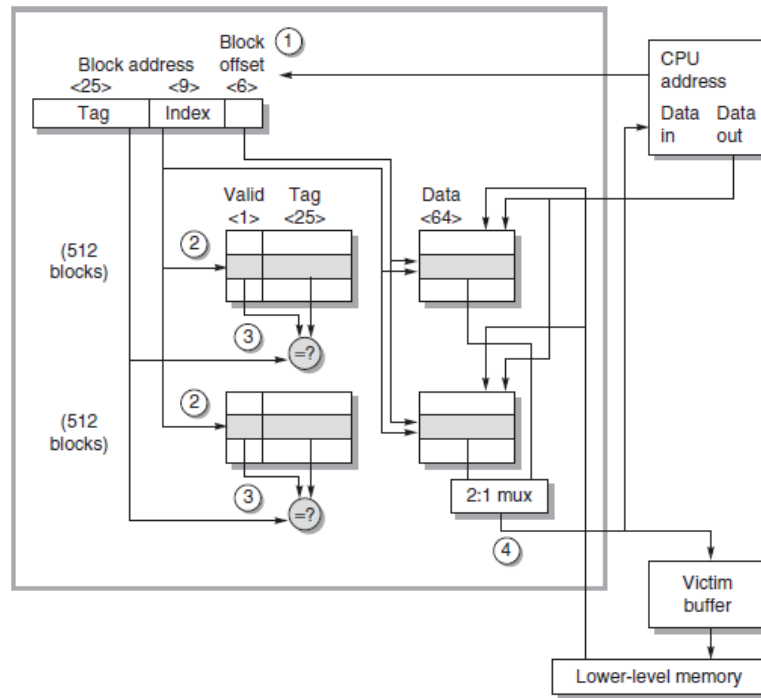 Block
offset
<6>
1
Block address
<25>
<9>
Tag
Index
CPU
address
Data
in
Data
out
Valid
<1>
Tag
<25>
Data
<64>
(512
blocks)
2
3
=?
(512
blocks)
2
3
=?
2:1 mux
4
Victim
buffer
Lower-level memory